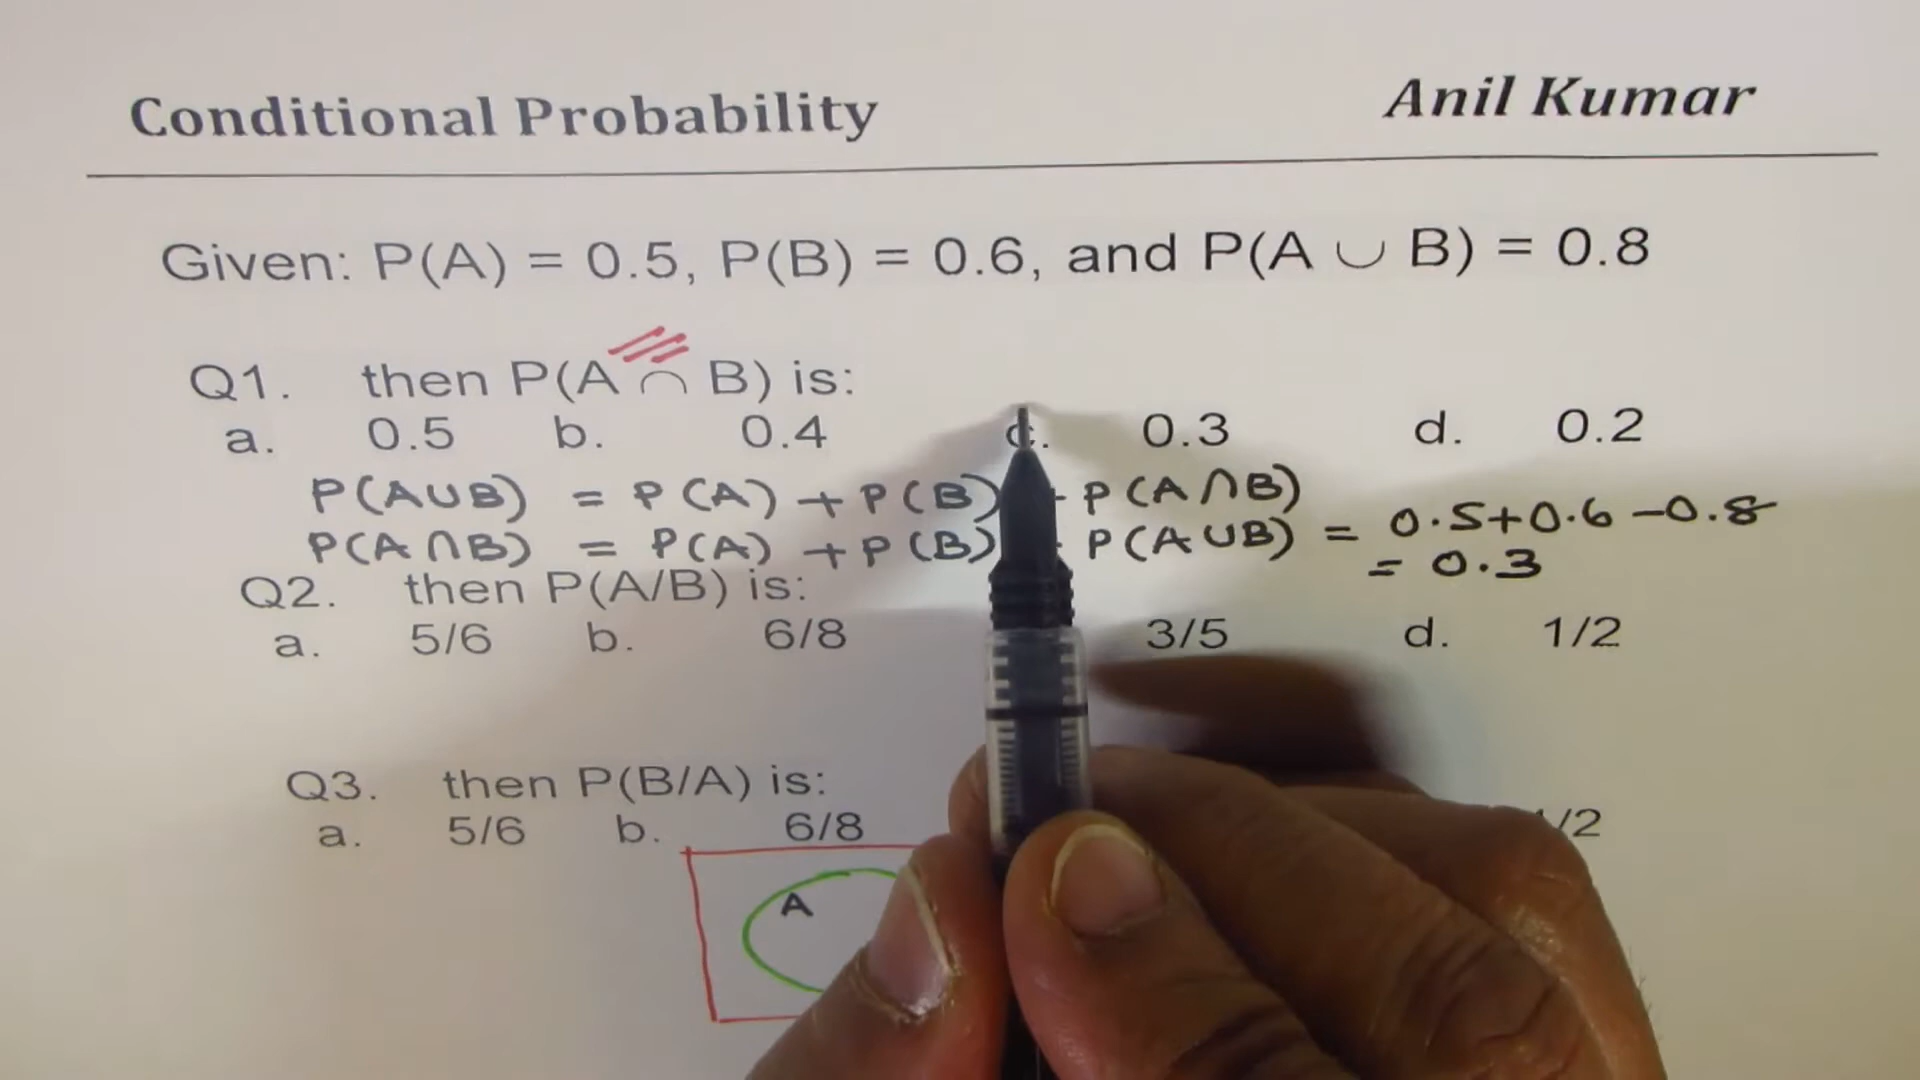 Conditional Probability Anil Kumar
Given: P(A) = 0.5, P(B) = 0.6, and P(A ∪ B) = 0.8
Q1. then P(A ∩ B) is:
a. 0.5 b. 0.4 c. 0.3 d. 0.2
P(A∪B) = P(A) + P(B) - P(A∩B)
P(A∩B) = P(A) + P(B) - P(A∪B) = 0.5+0.6-0.8
= 0.3
Q2. then P(A/B) is:
a. 5/6 b. 6/8 3/5 d. 1/2
Q3. then P(B/A) is:
a. 5/6 b. 6/8 /2
A